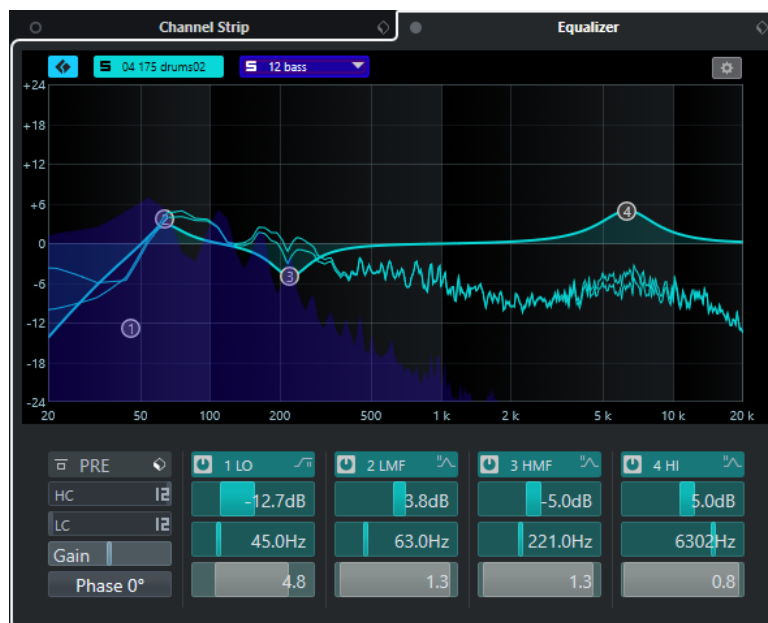 Channel Strip
Equalizer
S 04 175 drums02
S 12 bass
+24
+18
+12
+6
0
-6
-12
-18
-24
1
2
3
4
20 50 100 200 500 1 k 2 k 5 k 10 k 20 k
PRE
HC 12
LC 12
Gain
Phase 0°
1 LO
-12.7dB
45.0Hz
4.8
2 LMF
3.8dB
63.0Hz
1.3
3 HMF
-5.0dB
221.0Hz
1.3
4 HI
5.0dB
6302Hz
0.8